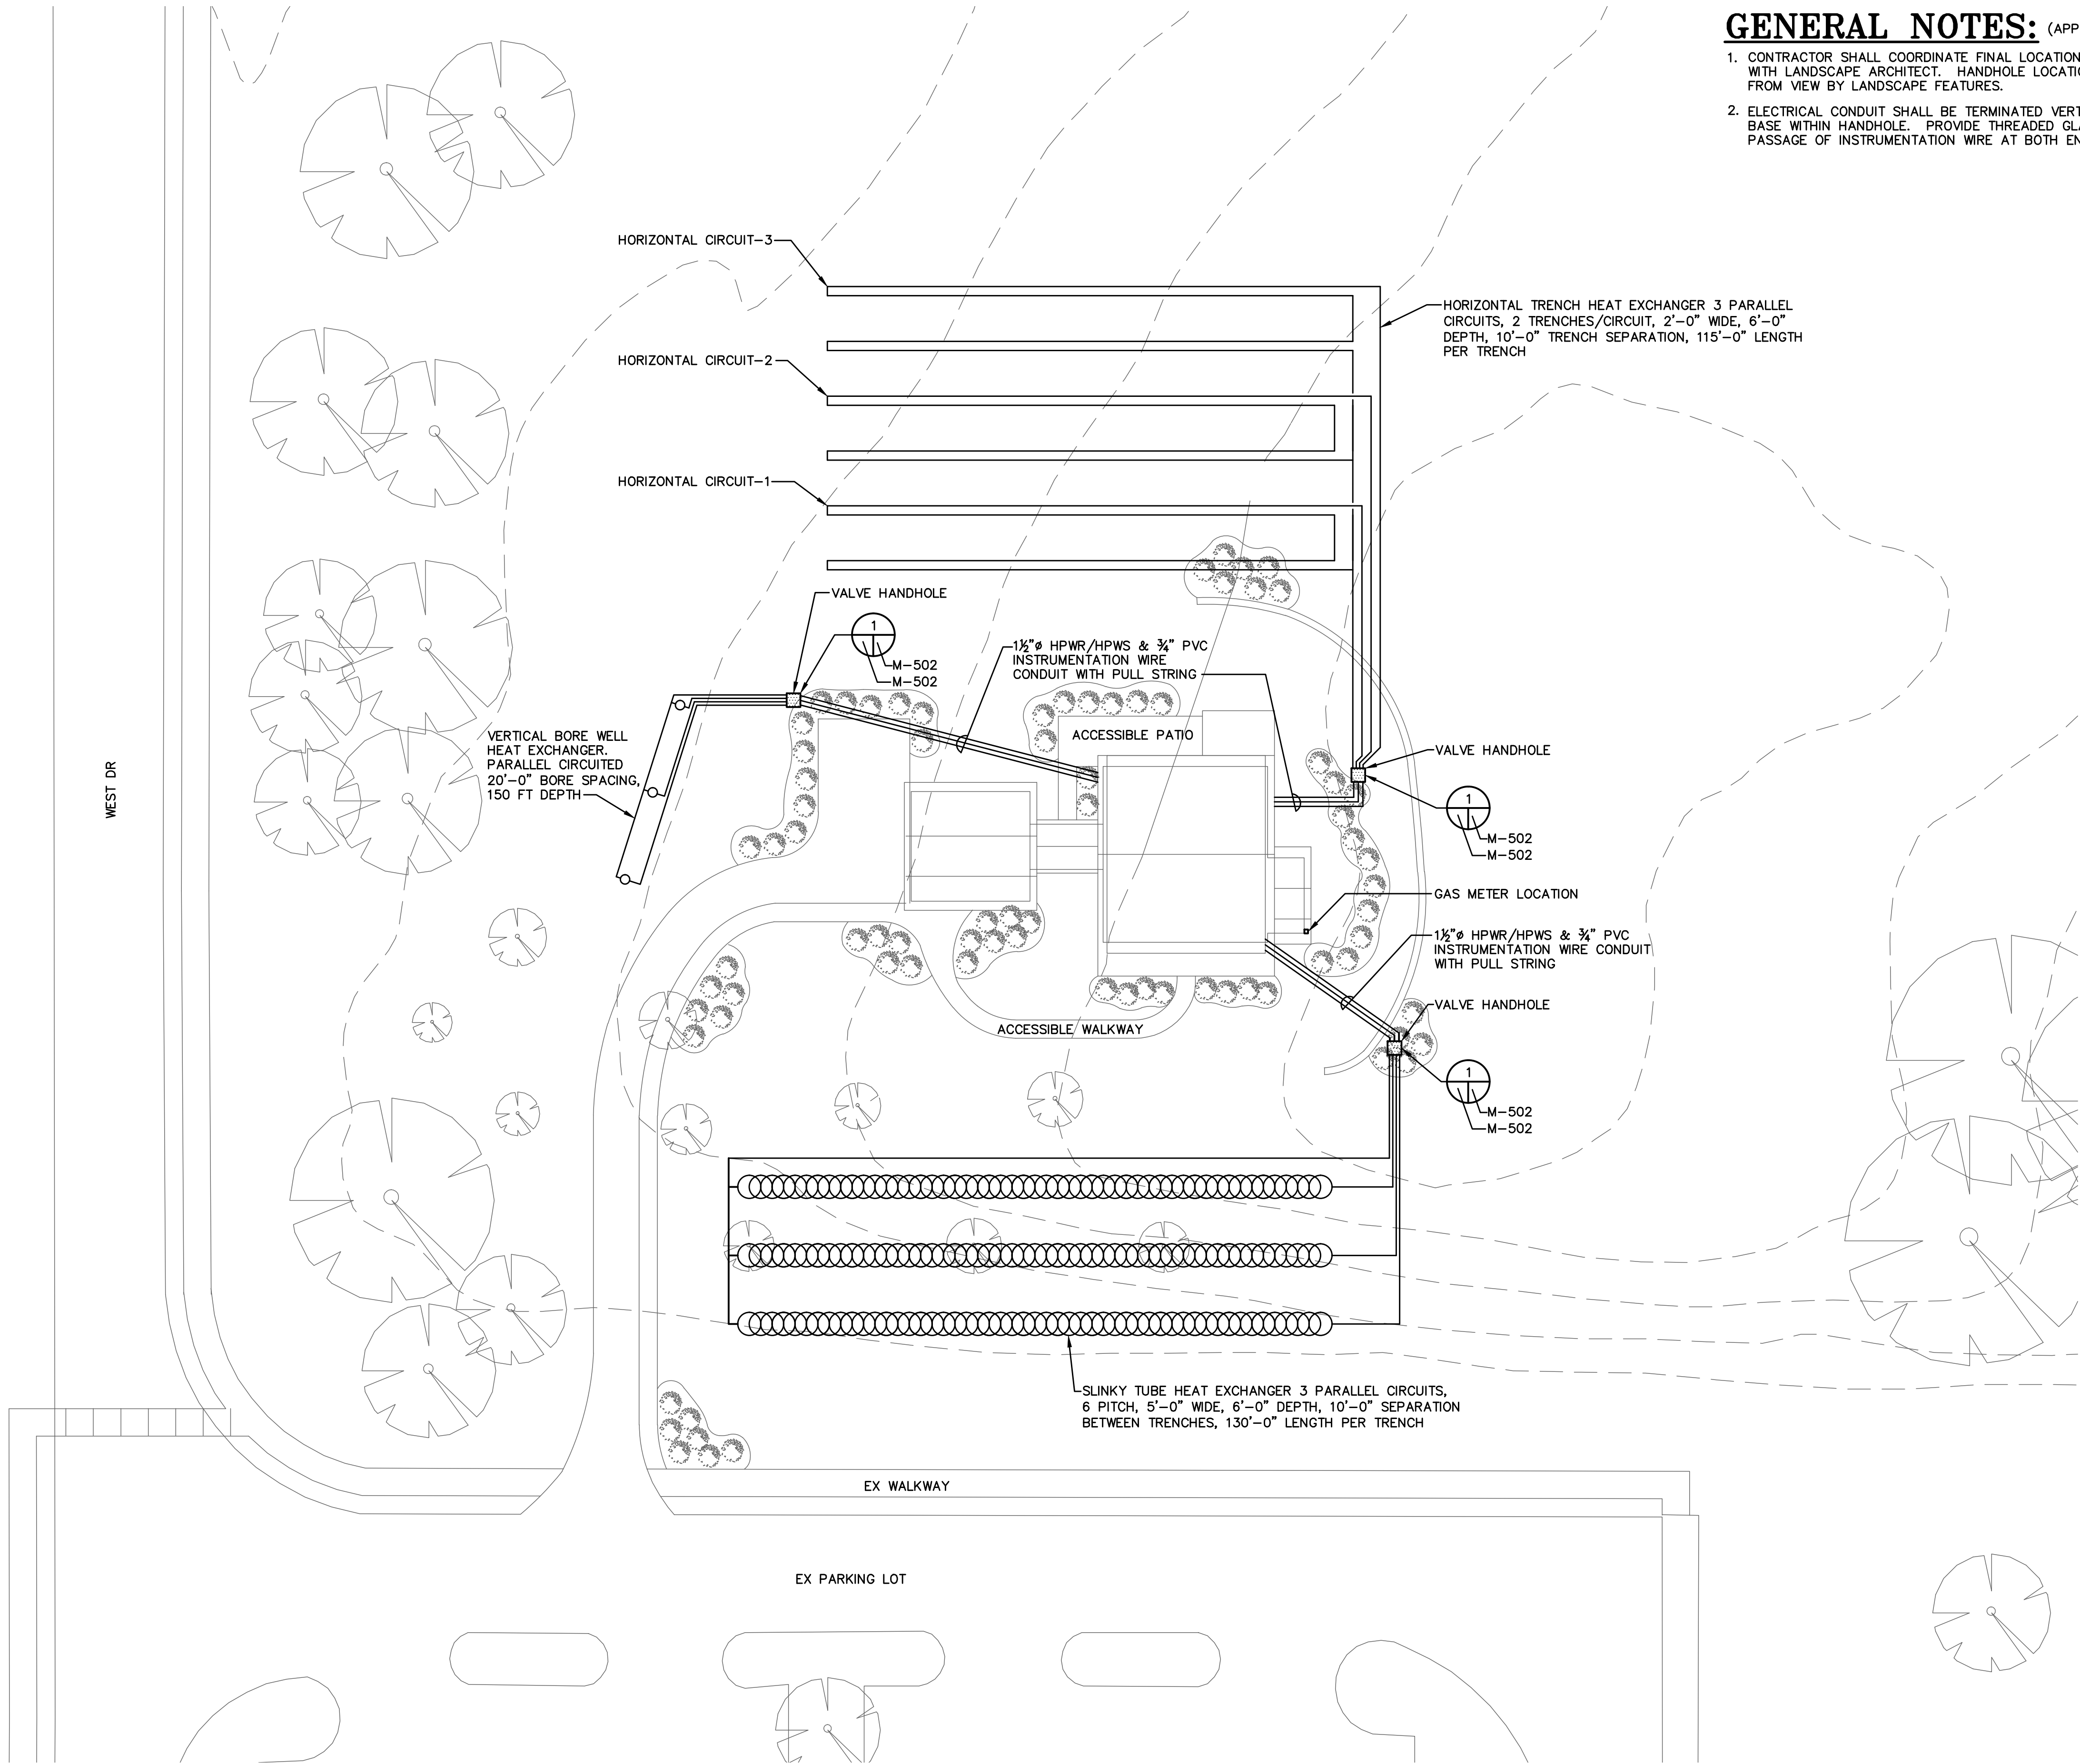 GENERAL NOTES: (APP
1. CONTRACTOR SHALL COORDINATE FINAL LOCATION
WITH LANDSCAPE ARCHITECT. HANDHOLE LOCATI
FROM VIEW BY LANDSCAPE FEATURES.
2. ELECTRICAL CONDUIT SHALL BE TERMINATED VERT
BASE WITHIN HANDHOLE. PROVIDE THREADED GLA
PASSAGE OF INSTRUMENTATION WIRE AT BOTH EN
HORIZONTAL CIRCUIT-3
HORIZONTAL TRENCH HEAT EXCHANGER 3 PARALLEL
CIRCUITS, 2 TRENCHES/CIRCUIT, 2'-0" WIDE, 6'-0"
DEPTH, 10'-0" TRENCH SEPARATION, 115'-0" LENGTH
PER TRENCH
HORIZONTAL CIRCUIT-2
HORIZONTAL CIRCUIT-1
VALVE HANDHOLE
1
M-502
M-502
1½"ø HPWR/HPWS & ¾" PVC
INSTRUMENTATION WIRE
CONDUIT WITH PULL STRING
VERTICAL BORE WELL
HEAT EXCHANGER.
PARALLEL CIRCUITED
20'-0" BORE SPACING,
150 FT DEPTH
ACCESSIBLE PATIO
VALVE HANDHOLE
1
M-502
M-502
WEST DR
GAS METER LOCATION
1½"ø HPWR/HPWS & ¾" PVC
INSTRUMENTATION WIRE CONDUIT
WITH PULL STRING
VALVE HANDHOLE
ACCESSIBLE WALKWAY
1
M-502
M-502
SLINKY TUBE HEAT EXCHANGER 3 PARALLEL CIRCUITS,
6 PITCH, 5'-0" WIDE, 6'-0" DEPTH, 10'-0" SEPARATION
BETWEEN TRENCHES, 130'-0" LENGTH PER TRENCH
EX WALKWAY
EX PARKING LOT